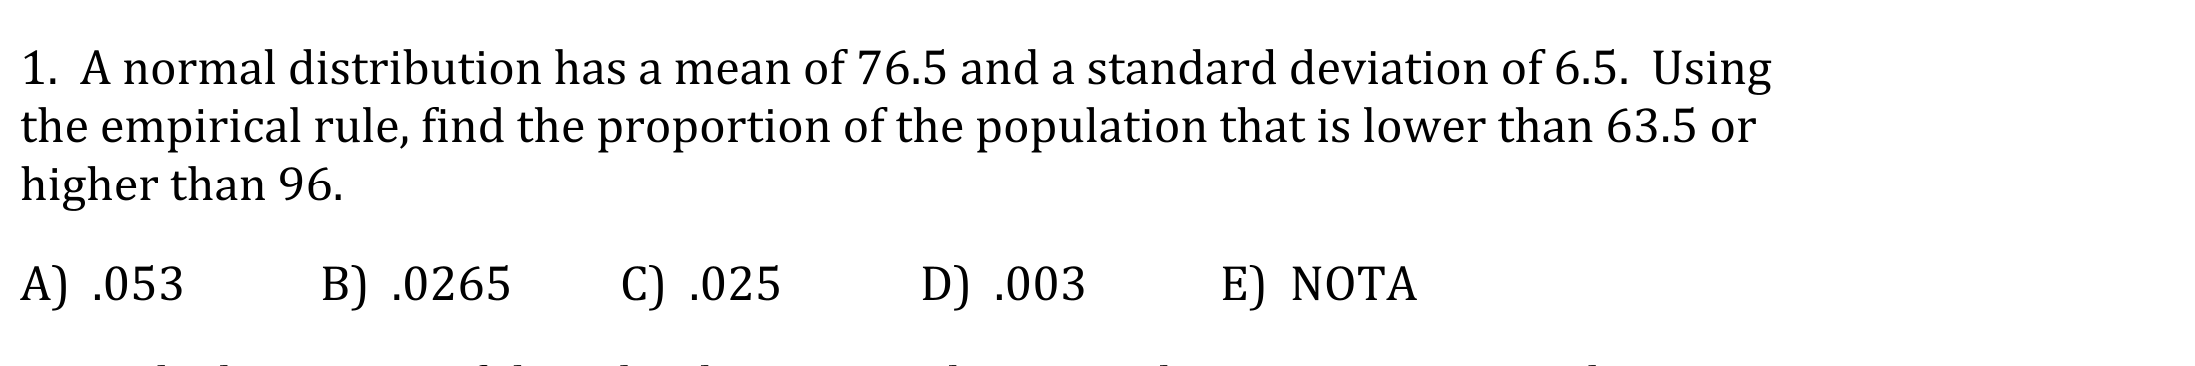 1. A normal distribution has a mean of 76.5 and a standard deviation of 6.5. Using
the empirical rule, find the proportion of the population that is lower than 63.5 or
higher than 96.
A) .053 B) .0265 C) .025 D) .003 E) NOTA